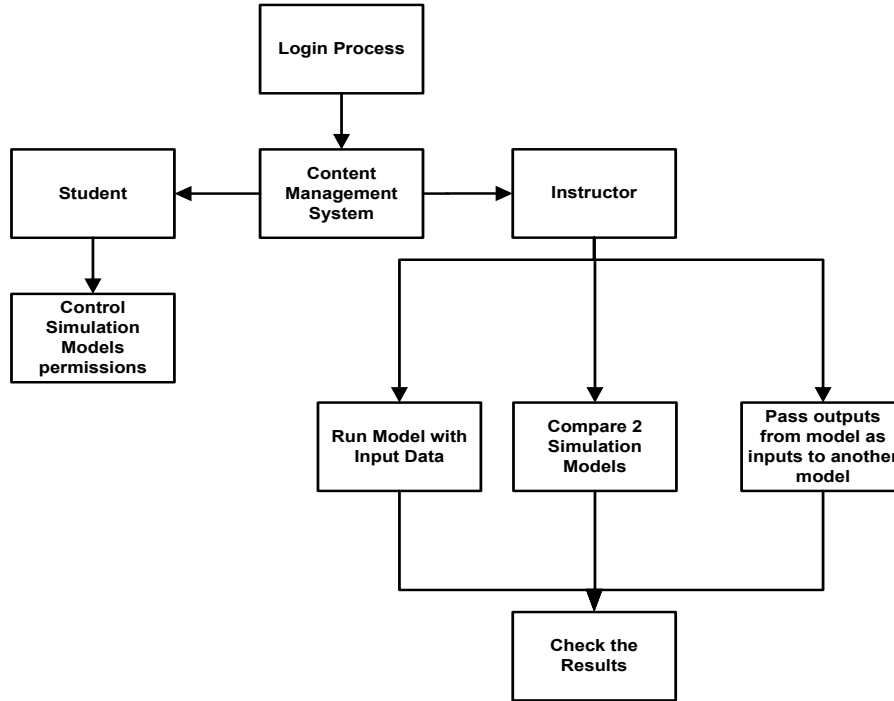 Login Process
Student
Content
Management
System
Instructor
Control
Simulation
Models
permissions
Run Model with
Input Data
Compare 2
Simulation
Models
Pass outputs
from model as
inputs to another
model
Check the
Results